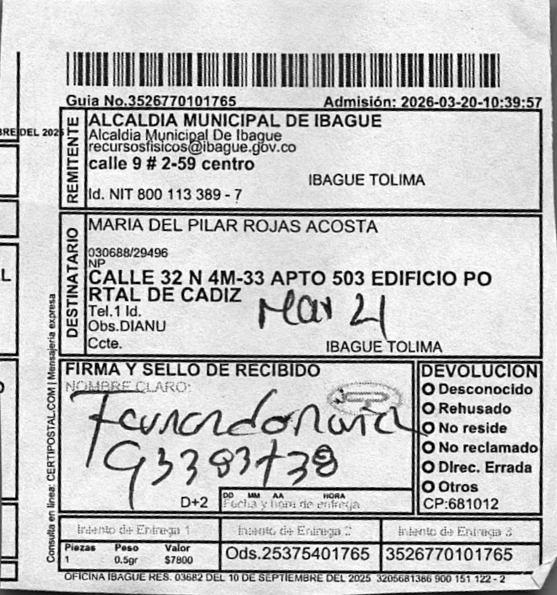 Guia No.3526770101765 Admisión: 2026-03-20-10:39:57
BRE DEL 2025
REMITENTE
ALCALDIA MUNICIPAL DE IBAGUE
Alcaldia Municipal De Ibague
recursosfisicos@ibague.gov.co
calle 9 # 2-59 centro
IBAGUE TOLIMA
Id. NIT 800 113 389 - 7
DESTINATARIO
MARIA DEL PILAR ROJAS ACOSTA
030688/29496
NP
CALLE 32 N 4M-33 APTO 503 EDIFICIO PO
RTAL DE CADIZ
Tel.1 Id.
Mar 21
Obs.DIANU
Ccte.
IBAGUE TOLIMA
Consulta en línea: CERTIPOSTAL.COM | Mensajería expresa
FIRMA Y SELLO DE RECIBIDO
NOMBRE CLARO:
Fernando
93383738
D+2
DD MM AA HORA
Fecha y hora de entrega
DEVOLUCION
Desconocido
Rehusado
No reside
No reclamado
DIrec. Errada
Otros
CP:681012
Intento de Entrega 1 Intento de Entrega 2 Intento de Entrega 3
Piezas Peso Valor
1 0.5gr $7800
Ods.25375401765 3526770101765
OFICINA IBAGUE RES. 03682 DEL 10 DE SEPTIEMBRE DEL 2025 3205681386 900 151 122 - 2